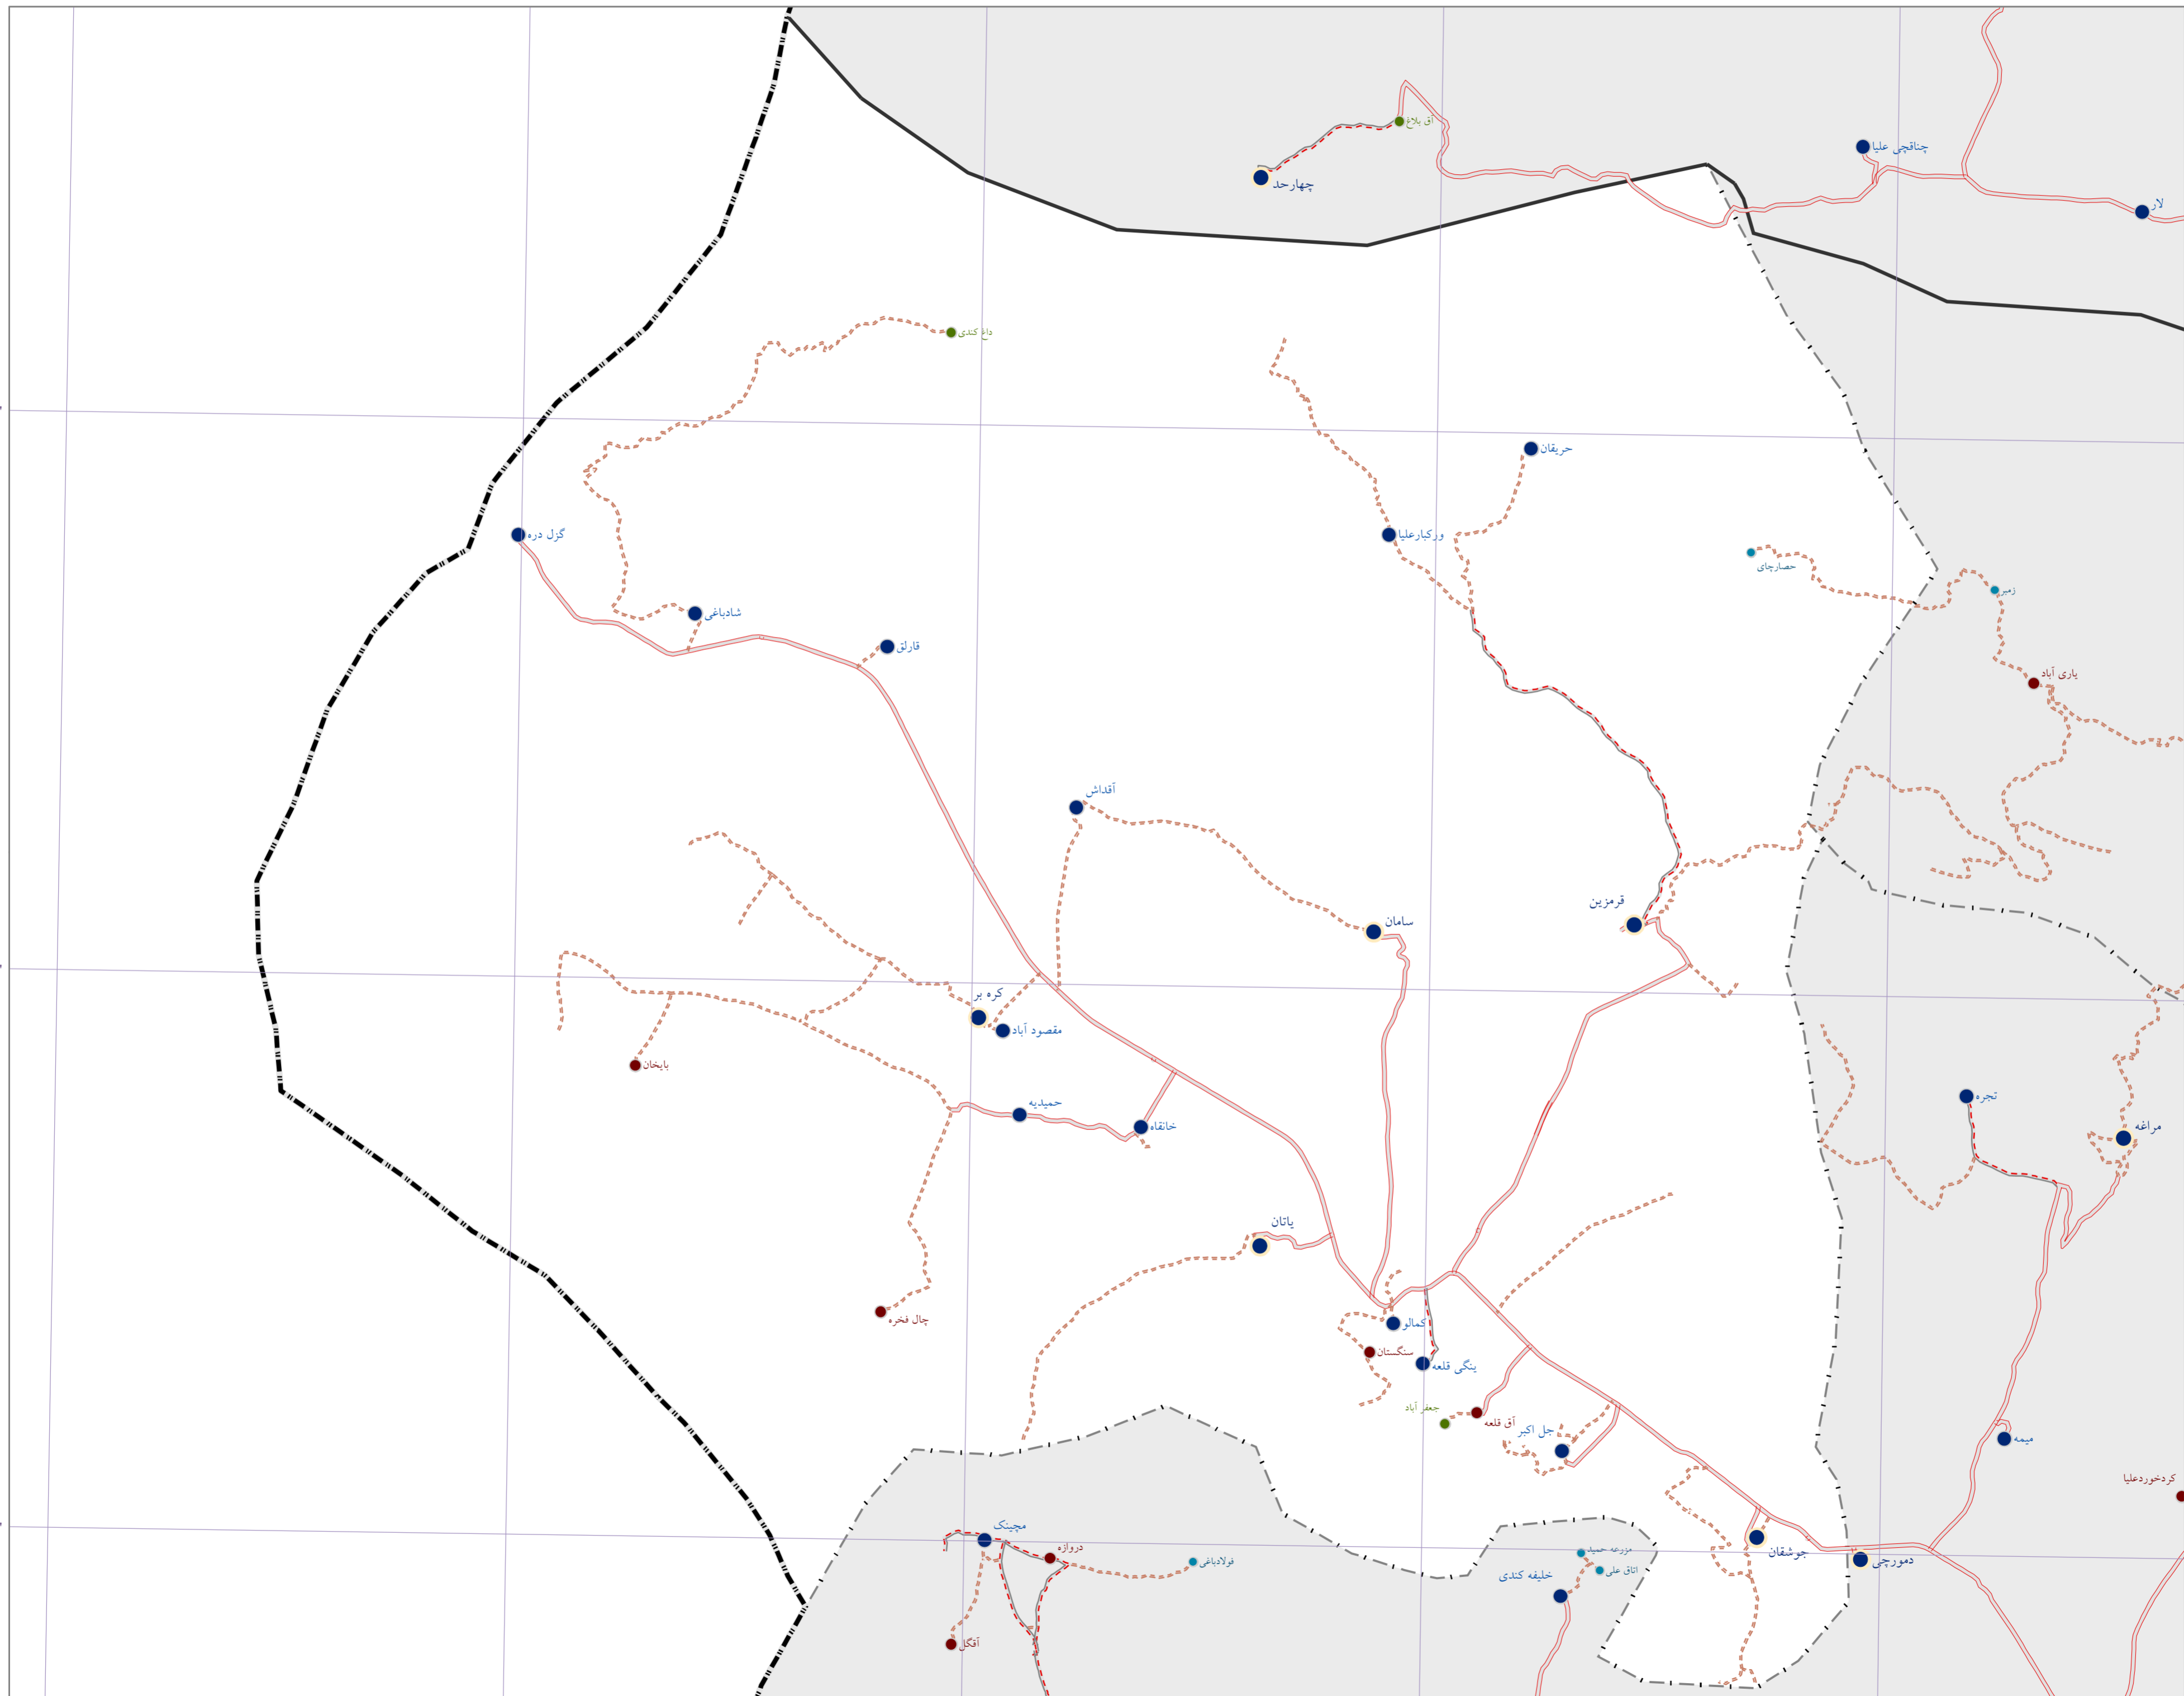 آق بلاغ
چناقچی علیا
چهارحد
لار
داغ کندی
حریقان
گزل دره
ورکبارعلیا
حصارچای
زمبر
شادباغی
قارلق
یاری آباد
آقداش
قرمزین
سامان
کره بر
مقصود آباد
بایخان
تجره
حمیدیه
خانقاه
مراغه
یاتان
چال فخره
کمالو
سنگستان
ینگی قلعه
جعفر آباد
آق قلعه
جل اکبر
میمه
کردخوردعلیا
مچینک
دروازه
فولادباغی
مزرعه حمید
جوشقان
دمورچی
اتاق علی
خلیفه کندی
آقگل